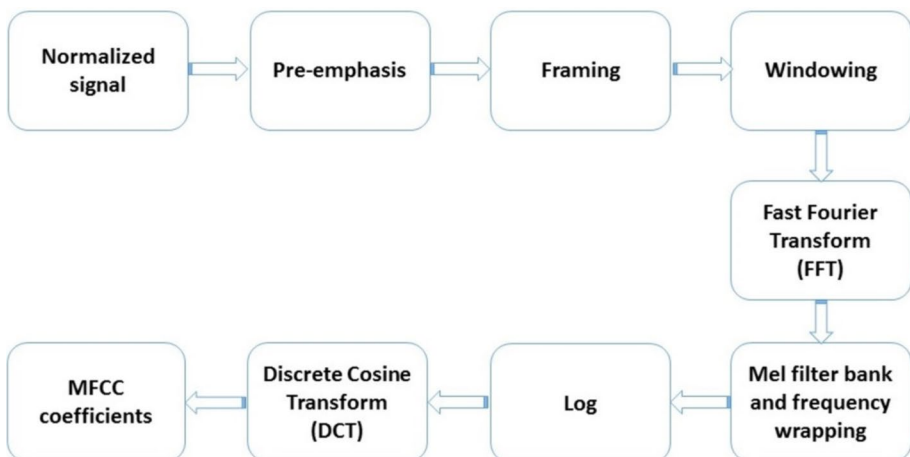 Normalized
signal
Pre-emphasis
Framing
Windowing
Fast Fourier
Transform
(FFT)
Mel filter bank
and frequency
wrapping
Log
Discrete Cosine
Transform
(DCT)
MFCC
coefficients